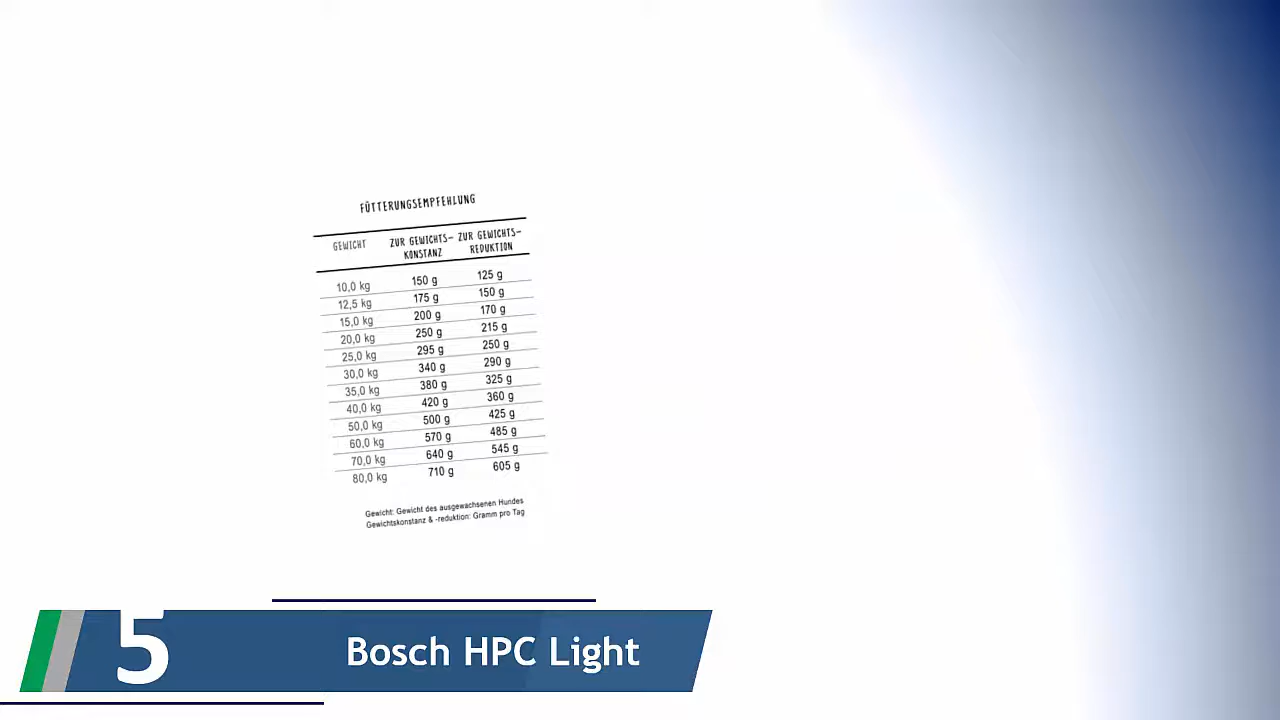 FÜTTERUNGSEMPFEHLUNG
GEWICHT ZUR GEWICHTS-KONSTANZ ZUR GEWICHTS-REDUKTION
10,0 kg 150 g 125 g
12,5 kg 175 g 150 g
15,0 kg 200 g 170 g
20,0 kg 250 g 215 g
25,0 kg 295 g 250 g
30,0 kg 340 g 290 g
35,0 kg 380 g 325 g
40,0 kg 420 g 360 g
50,0 kg 500 g 425 g
60,0 kg 570 g 485 g
70,0 kg 640 g 545 g
80,0 kg 710 g 605 g
Gewicht: Gewicht des ausgewachsenen Hundes
Gewichtskonstanz & -reduktion: Gramm pro Tag
5 Bosch HPC Light